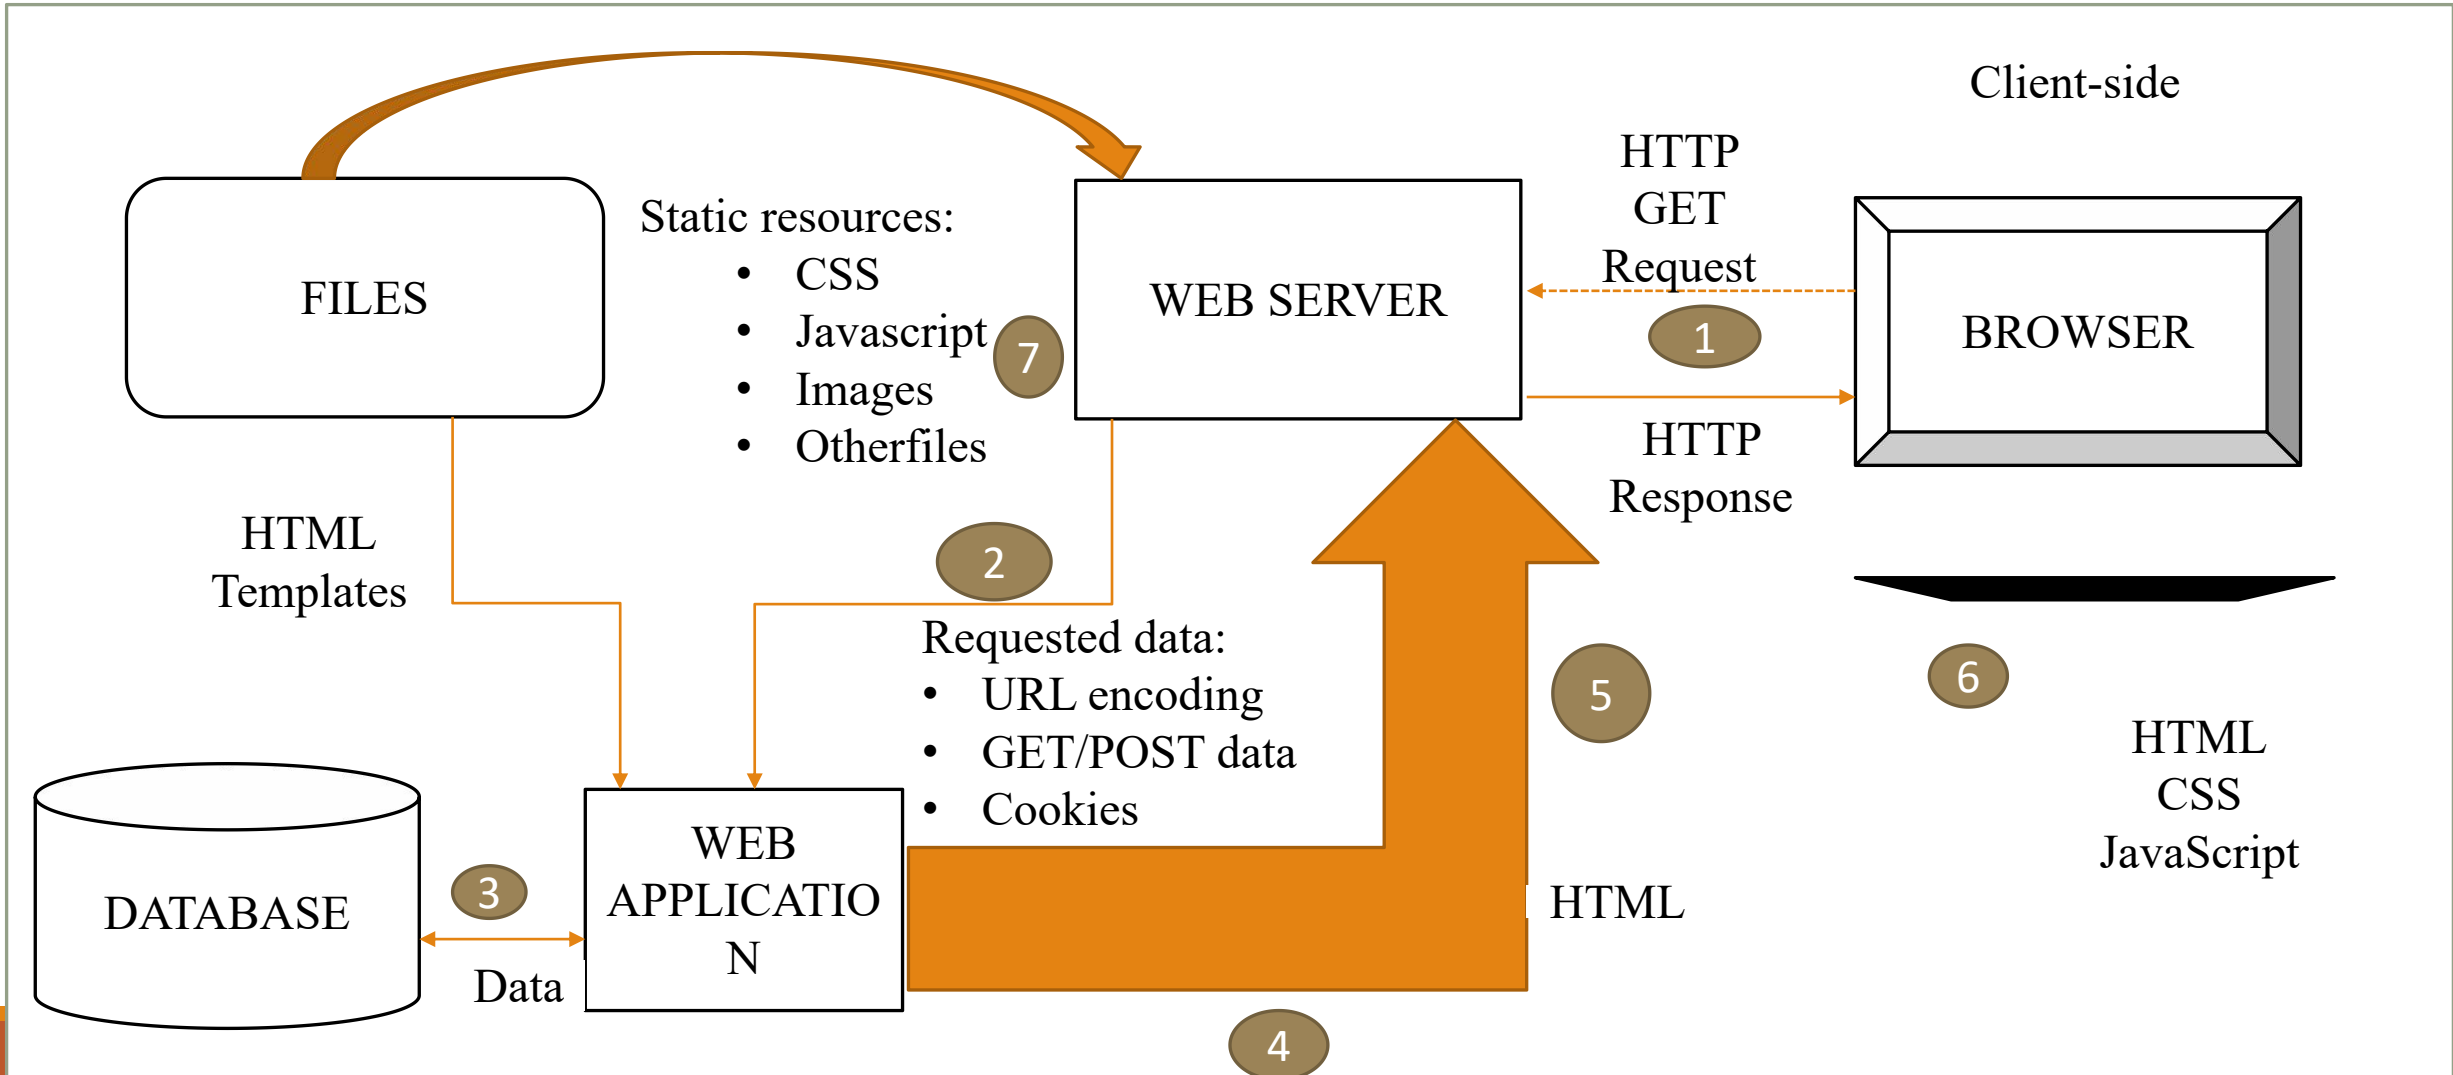 Client-side
HTTP
GET
Request
Static resources:
• CSS
• Javascript
• Images
• Otherfiles
FILES
WEB SERVER
BROWSER
1
7
HTTP
Response
HTML
Templates
2
Requested data:
• URL encoding
• GET/POST data
• Cookies
5
6
HTML
CSS
JavaScript
WEB
APPLICATIO
N
3
DATABASE
Data
HTML
4